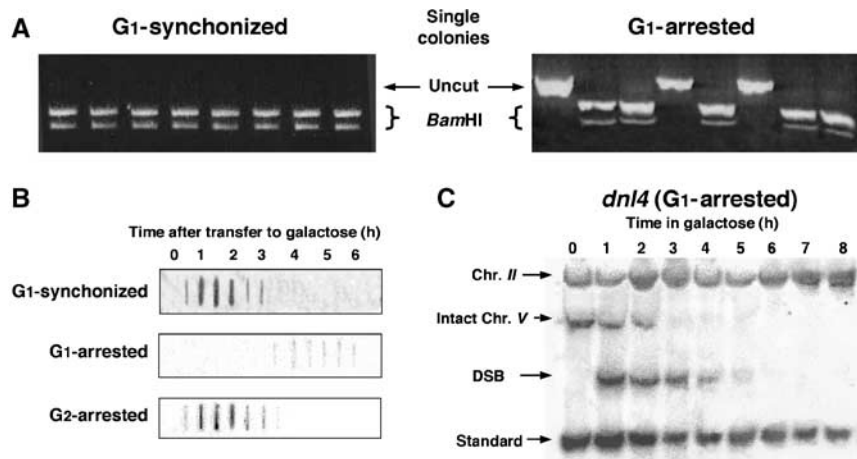 A
G1-synchonized
Single
colonies
G1-arrested
Uncut
} BamHI {
B
Time after transfer to galactose (h)
0 1 2 3 4 5 6
G1-synchonized
G1-arrested
G2-arrested
C
dnl4 (G1-arrested)
Time in galactose (h)
0 1 2 3 4 5 6 7 8
Chr. II
Intact Chr. V
DSB
Standard